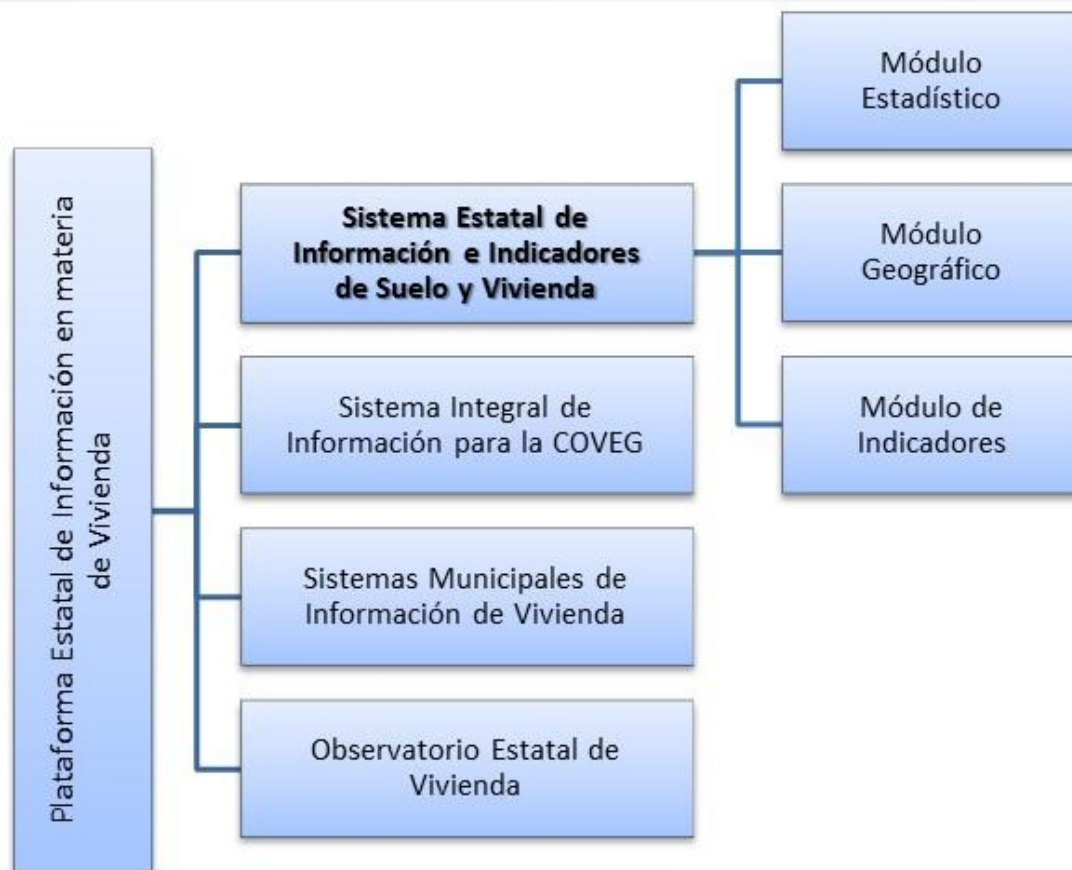 Plataforma Estatal de Información en materia
de Vivienda
Sistema Estatal de
Información e Indicadores
de Suelo y Vivienda
Sistema Integral de
Información para la COVEG
Sistemas Municipales de
Información de Vivienda
Observatorio Estatal de
Vivienda
Módulo
Estadístico
Módulo
Geográfico
Módulo de
Indicadores